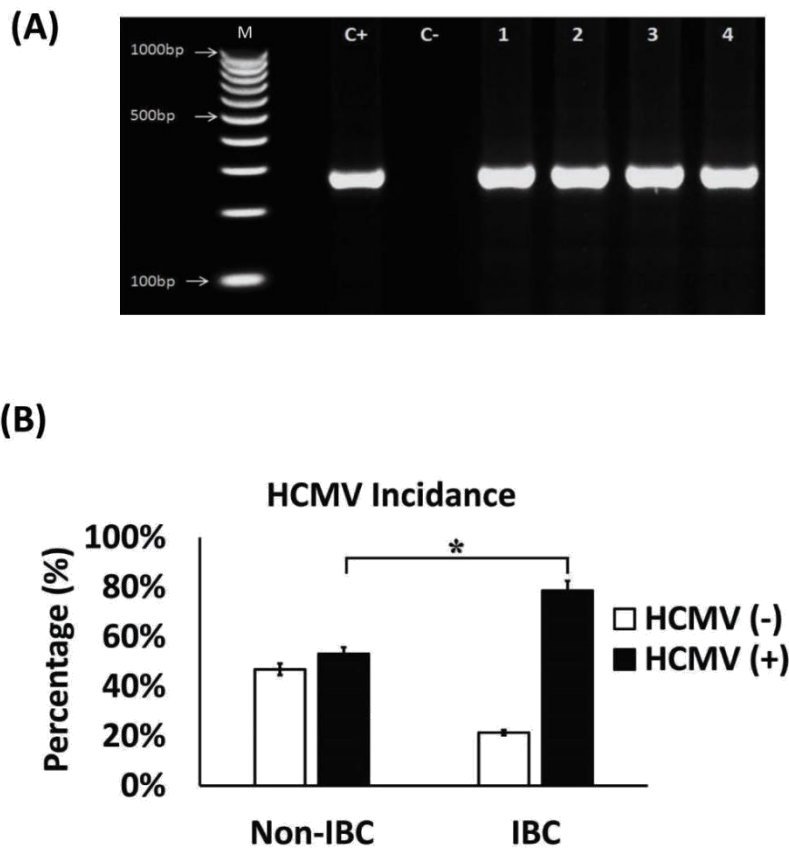 (A)
M C+ C- 1 2 3 4
1000bp
500bp
100bp
(B)
HCMV Incidance
100%
80%
60%
40%
20%
0%
Percentage (%)
*
HCMV (-)
HCMV (+)
Non-IBC IBC